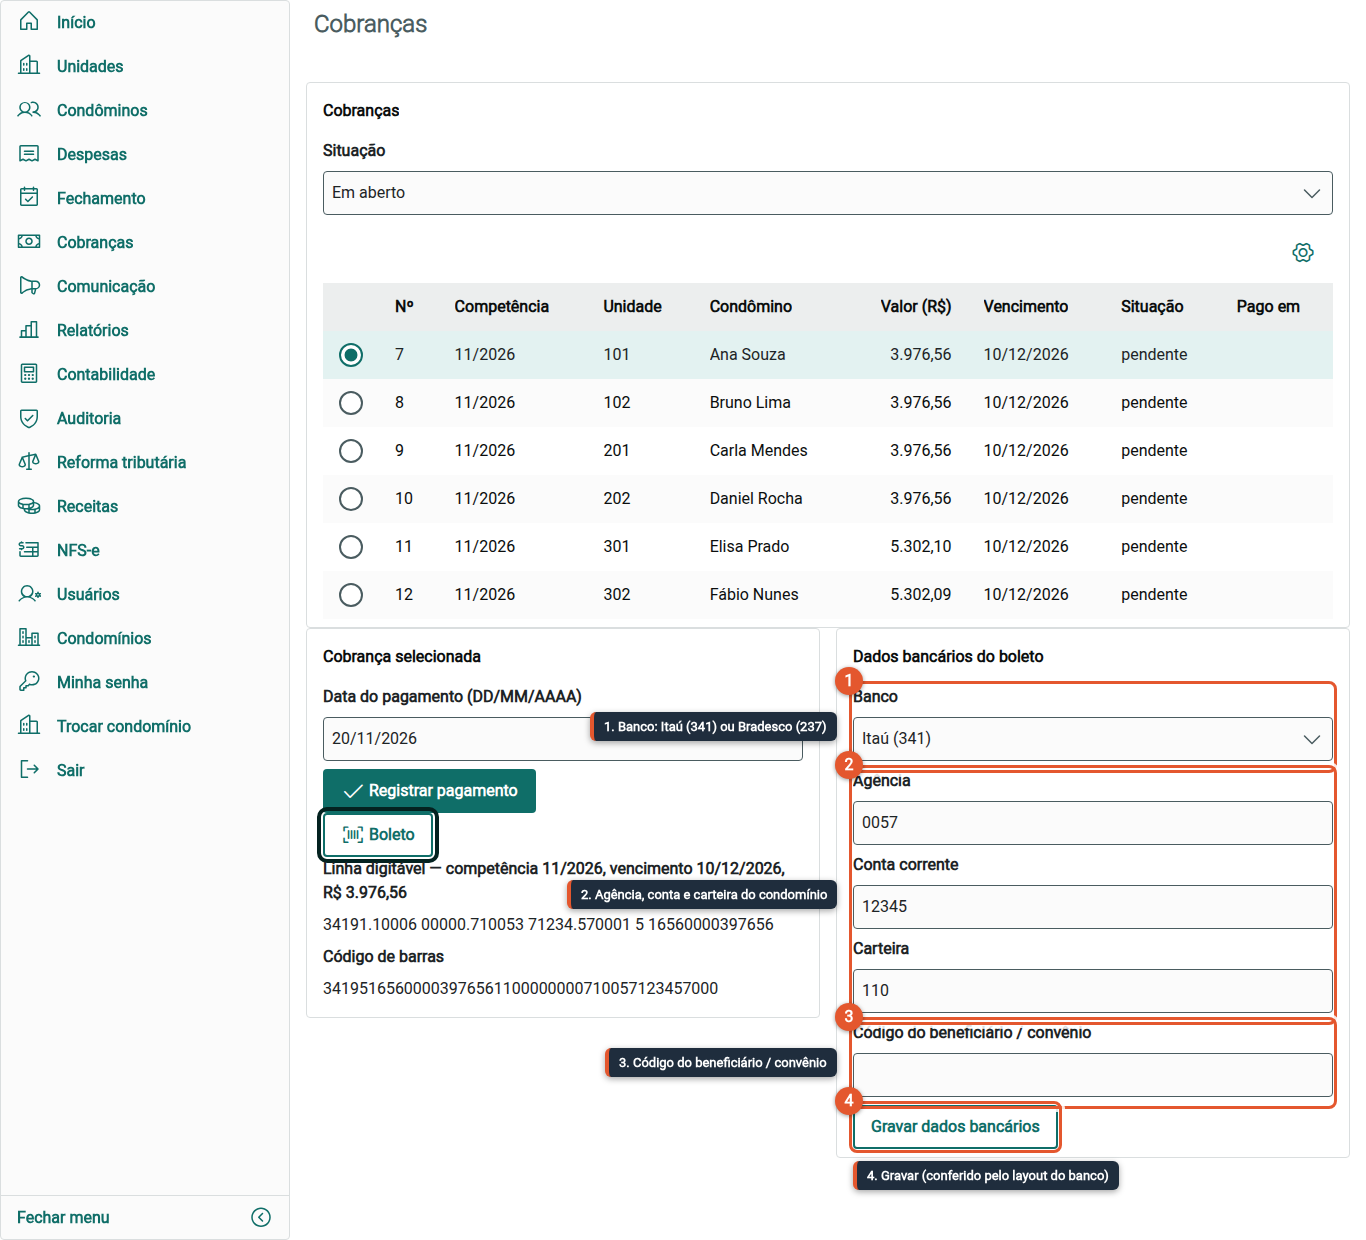 Início
Unidades
Condôminos
Despesas
Fechamento
Cobranças
Comunicação
Relatórios
Contabilidade
Auditoria
Reforma tributária
Receitas
NFS-e
Usuários
Condomínios
Minha senha
Trocar condomínio
Sair
Fechar menu
Cobranças
Cobranças
Situação
Em aberto
Nº Competência Unidade Condômino Valor (R$) Vencimento Situação Pago em
7 11/2026 101 Ana Souza 3.976,56 10/12/2026 pendente
8 11/2026 102 Bruno Lima 3.976,56 10/12/2026 pendente
9 11/2026 201 Carla Mendes 3.976,56 10/12/2026 pendente
10 11/2026 202 Daniel Rocha 3.976,56 10/12/2026 pendente
11 11/2026 301 Elisa Prado 5.302,10 10/12/2026 pendente
12 11/2026 302 Fábio Nunes 5.302,09 10/12/2026 pendente
Cobrança selecionada
Data do pagamento (DD/MM/AAAA)
20/11/2026
Registrar pagamento
Boleto
Linha digitável — competência 11/2026, vencimento 10/12/2026,
R$ 3.976,56
34191.10006 00000.710053 71234.570001 5 16560000397656
Código de barras
34195165600003976561100000000710057123457000
Dados bancários do boleto
1
Banco
1. Banco: Itaú (341) ou Bradesco (237)
Itaú (341)
2
Agência
0057
Conta corrente
2. Agência, conta e carteira do condomínio
12345
Carteira
110
3
Código do beneficiário / convênio
3. Código do beneficiário / convênio
4
Gravar dados bancários
4. Gravar (conferido pelo layout do banco)